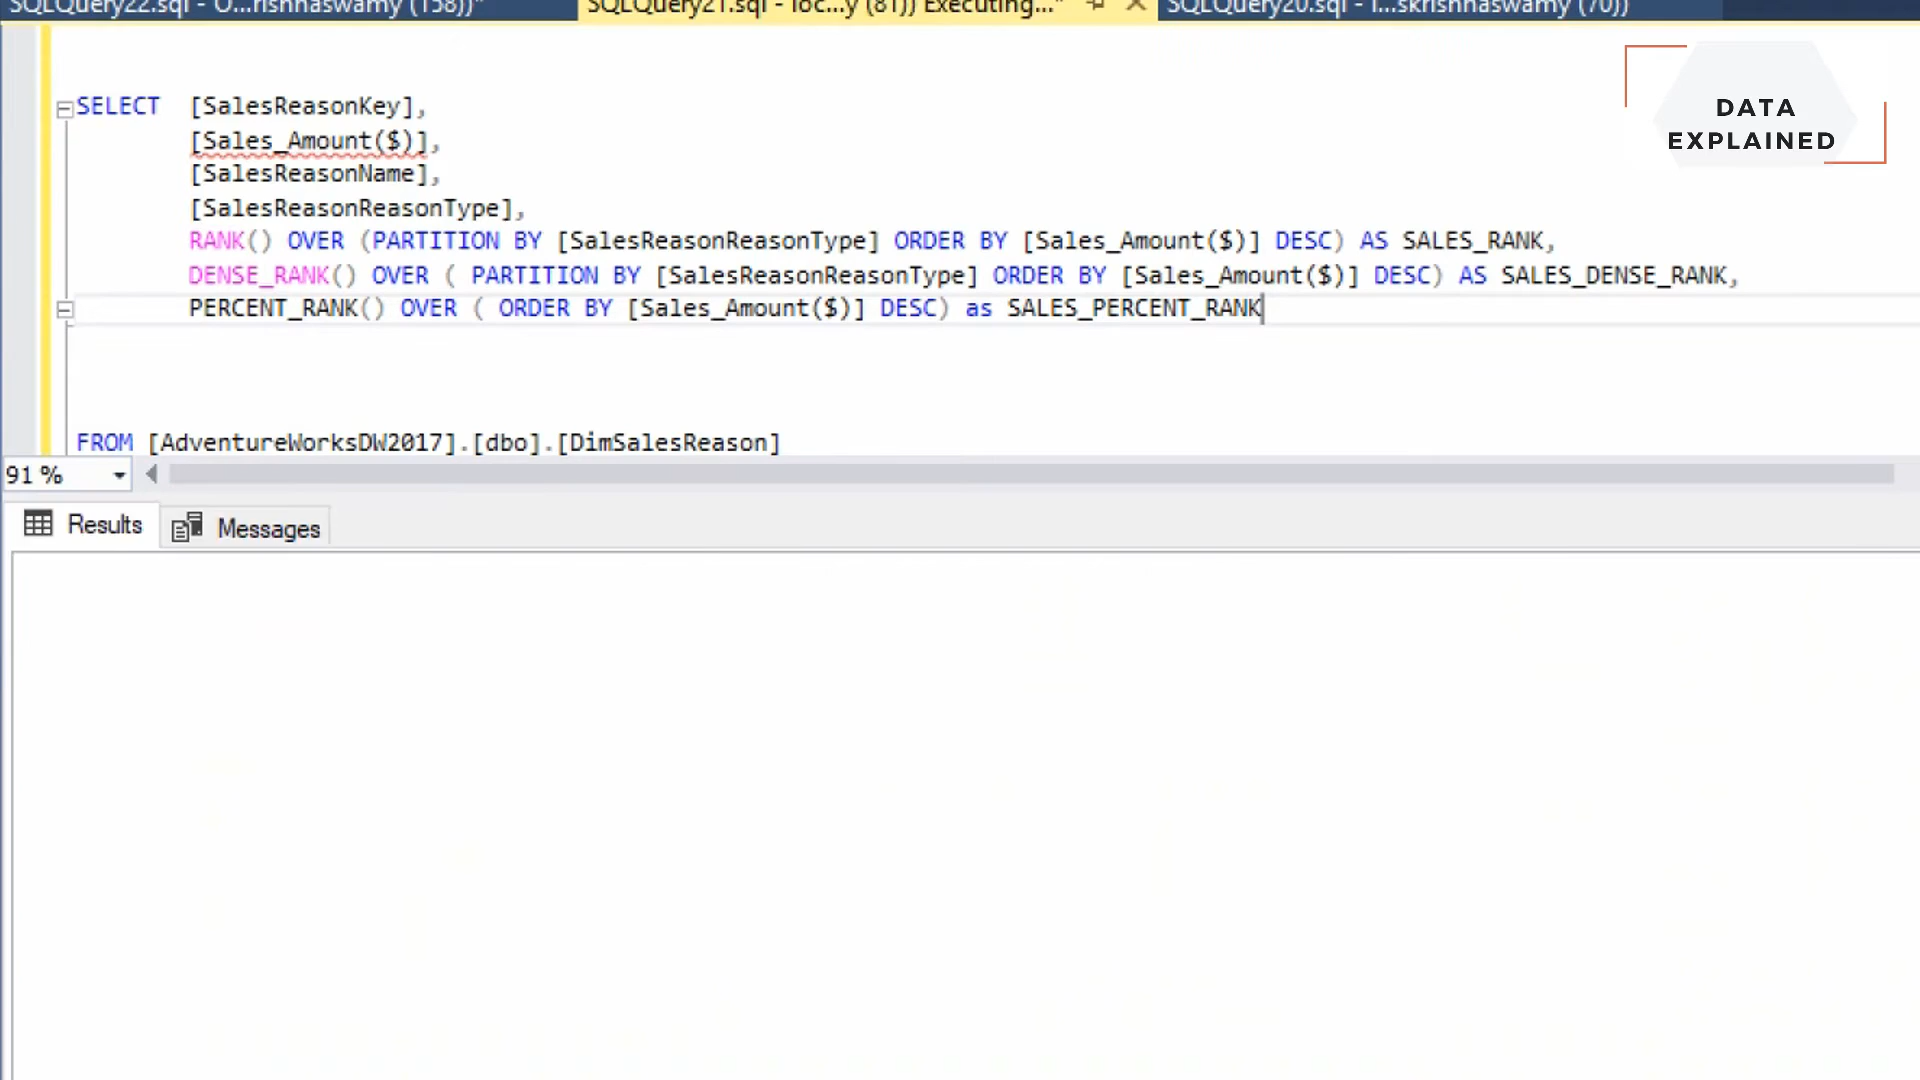 SQLQuery22.sql - O...rishnaswamy (158))*
SQLQuery21.sql - loc...y (81)) Executing...*
SQLQuery20.sql - l...skrishnaswamy (70))
DATA
EXPLAINED
SELECT [SalesReasonKey],
[Sales_Amount($)],
[SalesReasonName],
[SalesReasonReasonType],
RANK() OVER (PARTITION BY [SalesReasonReasonType] ORDER BY [Sales_Amount($)] DESC) AS SALES_RANK,
DENSE_RANK() OVER ( PARTITION BY [SalesReasonReasonType] ORDER BY [Sales_Amount($)] DESC) AS SALES_DENSE_RANK,
PERCENT_RANK() OVER ( ORDER BY [Sales_Amount($)] DESC) as SALES_PERCENT_RANK
FROM [AdventureWorksDW2017].[dbo].[DimSalesReason]
91 %
Results
Messages